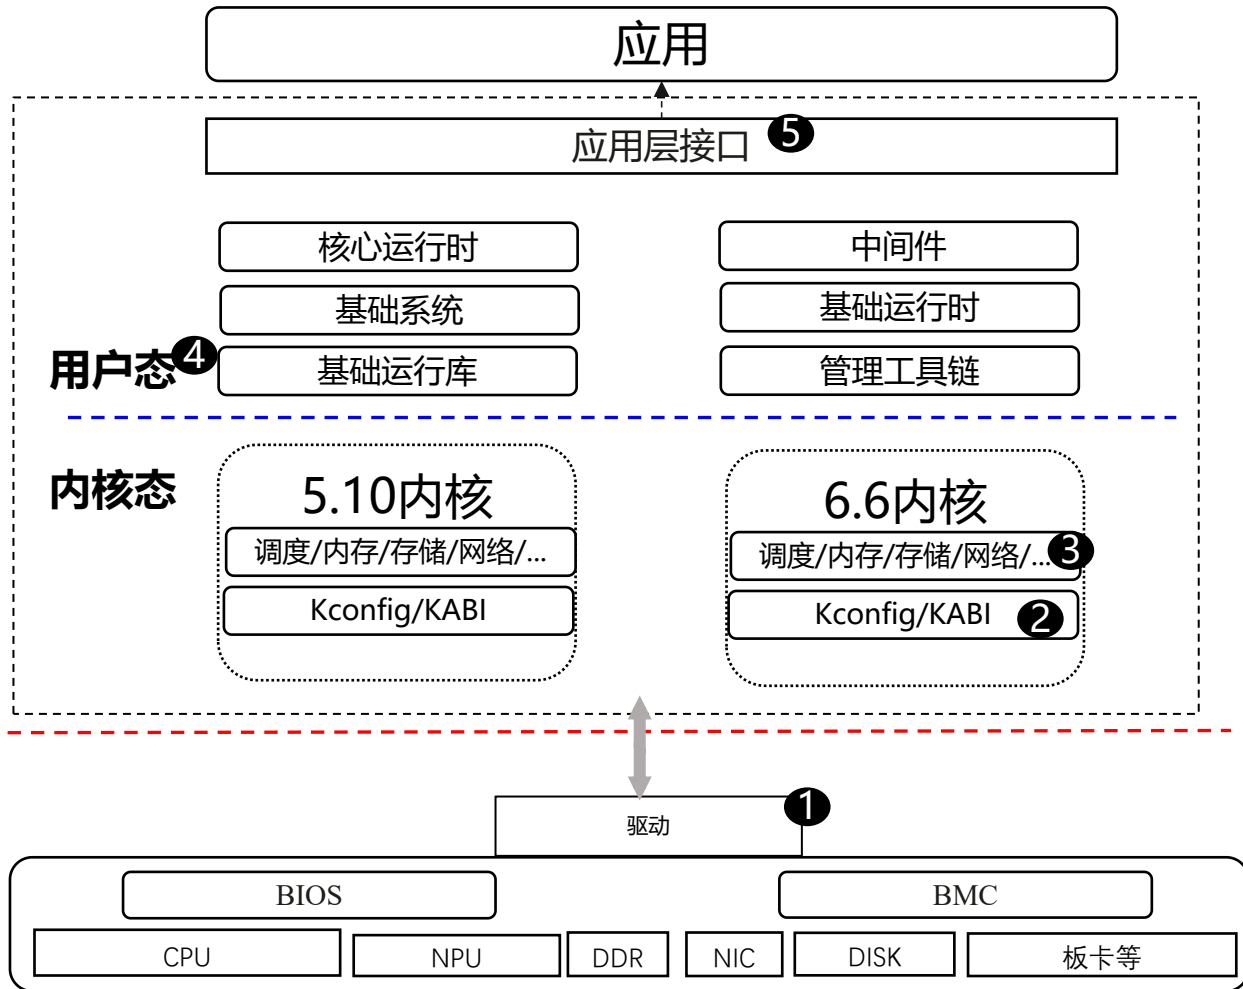 应用
应用层接口 5
核心运行时
中间件
基础系统
基础运行时
用户态 4
基础运行库
管理工具链
内核态
5.10内核
6.6内核
调度/内存/存储/网络/...
调度/内存/存储/网络/... 3
Kconfig/KABI
Kconfig/KABI 2
驱动
1
BIOS
BMC
CPU
NPU
DDR
NIC
DISK
板卡等